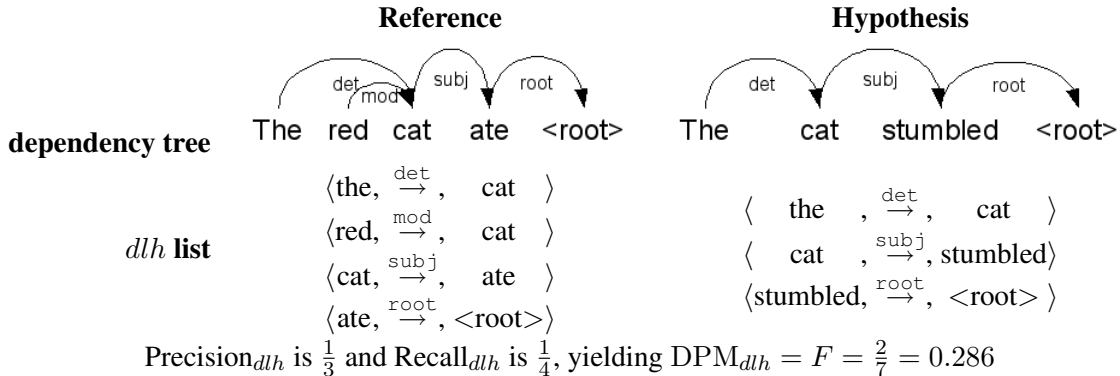 Reference Hypothesis
det mod subj root det subj root
The red cat ate <root> The cat stumbled <root>
dependency tree
⟨the, det→, cat⟩
⟨red, mod→, cat⟩ ⟨the, det→, cat⟩
dlh list ⟨cat, subj→, ate⟩ ⟨cat, subj→, stumbled⟩
⟨ate, root→, <root>⟩ ⟨stumbled, root→, <root>⟩
Precision_dlh is 1/3 and Recall_dlh is 1/4, yielding DPM_dlh = F = 2/7 = 0.286